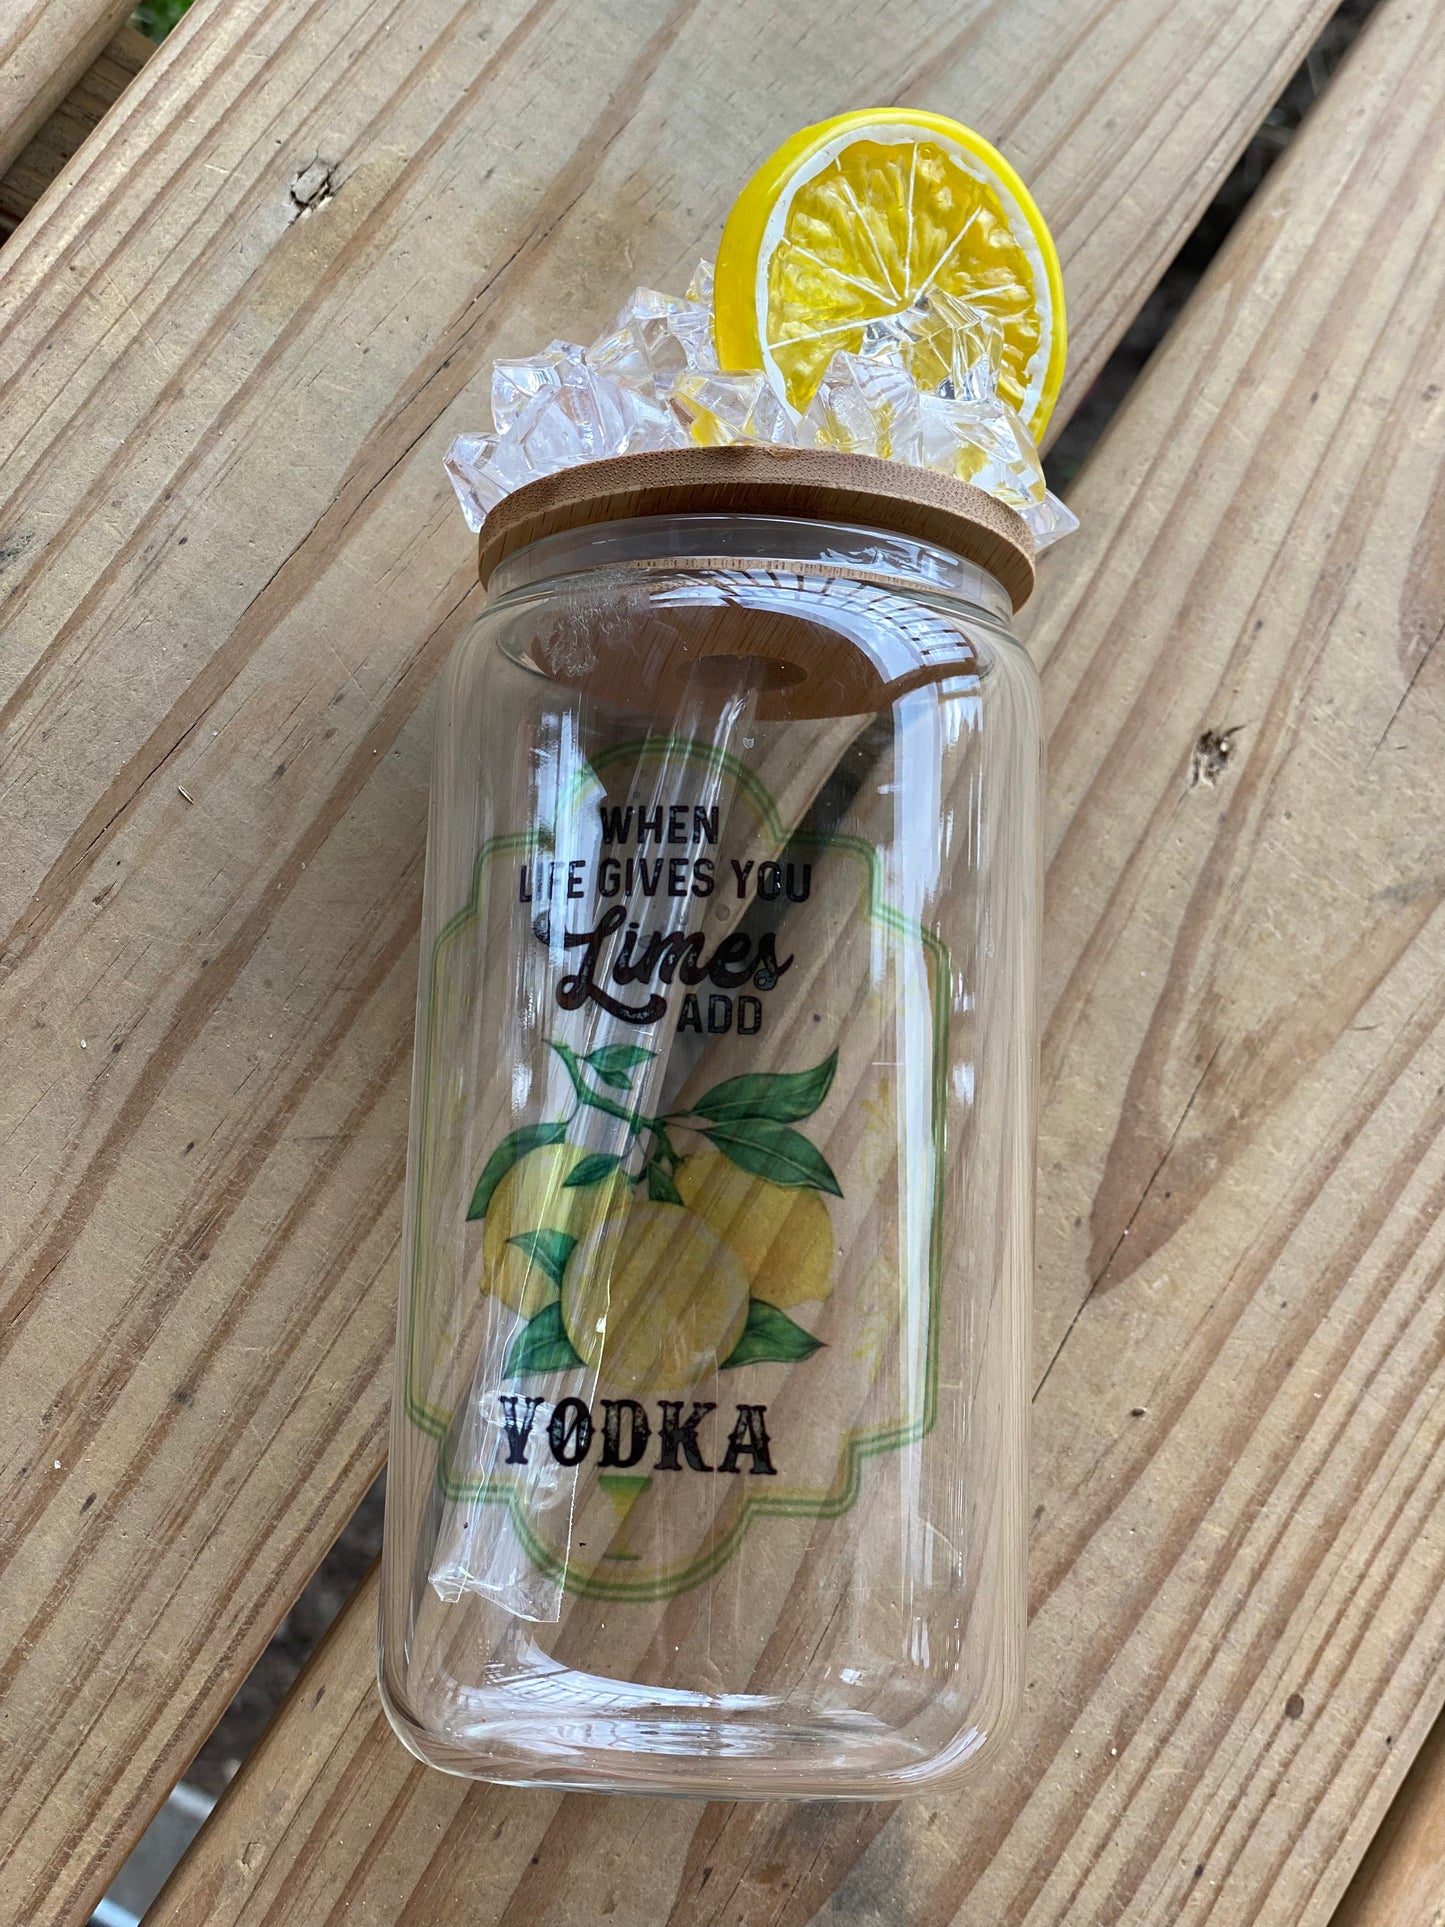 WHEN
LIFE GIVES YOU
Limes
ADD
VODKA